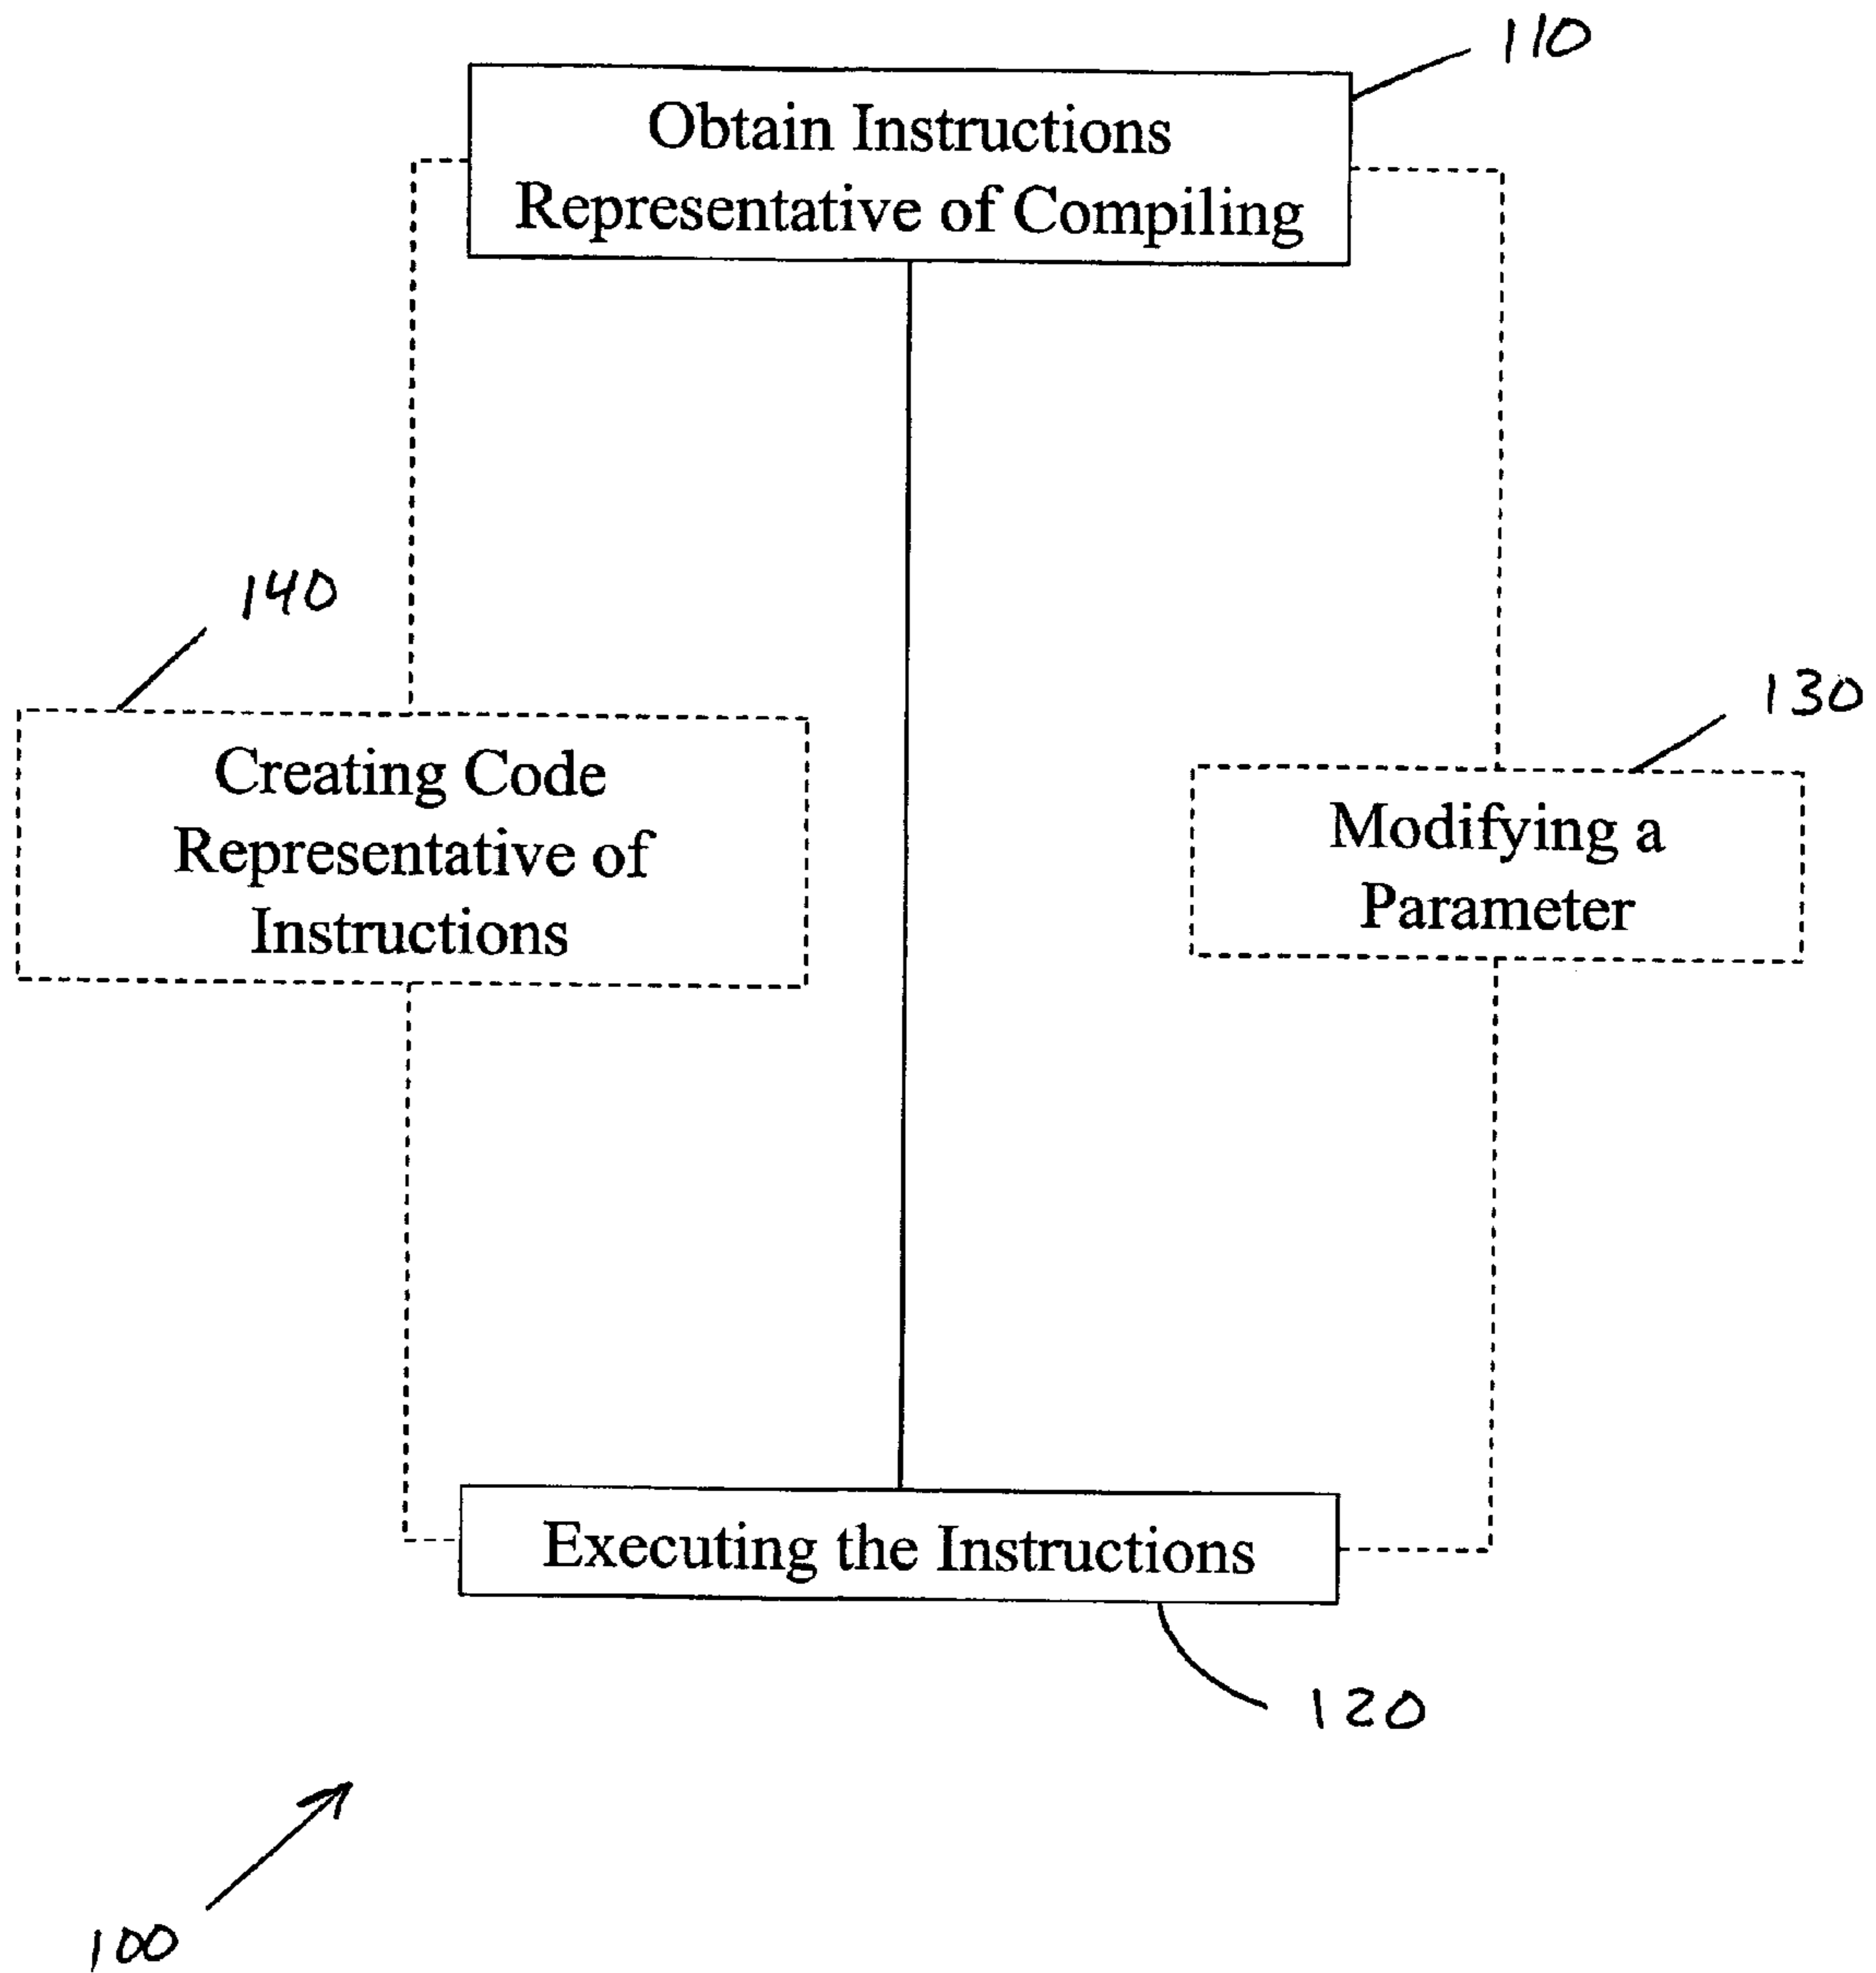 110
Obtain Instructions
Representative of Compiling
140
130
Creating Code
Representative of
Instructions
Modifying a
Parameter
Executing the Instructions
120
100